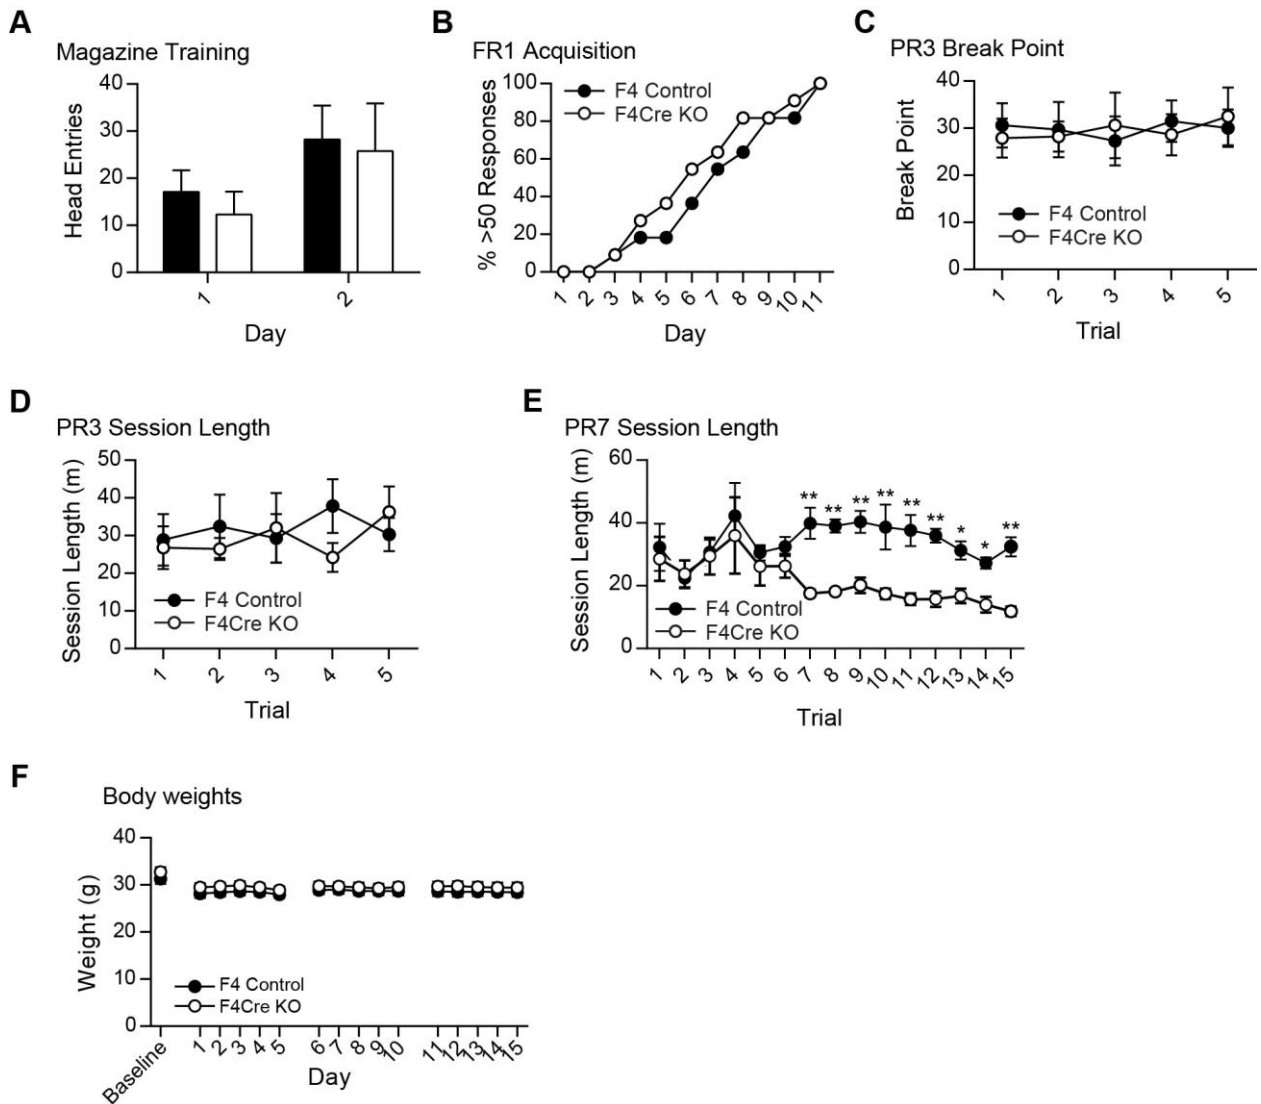 A
Magazine Training
Head Entries
40
30
20
10
0
1 2
Day
B
FR1 Acquisition
% >50 Responses
100
80
60
40
20
0
F4 Control
F4Cre KO
1 2 3 4 5 6 7 8 9 10 11
Day
C
PR3 Break Point
Break Point
40
30
20
10
0
F4 Control
F4Cre KO
1 2 3 4 5
Trial
D
PR3 Session Length
Session Length (m)
50
40
30
20
10
0
F4 Control
F4Cre KO
1 2 3 4 5
Trial
E
PR7 Session Length
Session Length (m)
60
40
20
0
** ** ** ** ** ** * * **
F4 Control
F4Cre KO
1 2 3 4 5 6 7 8 9 10 11 12 13 14 15
Trial
F
Body weights
Weight (g)
40
30
20
10
0
F4 Control
F4Cre KO
Baseline 1 2 3 4 5 6 7 8 9 10 11 12 13 14 15
Day